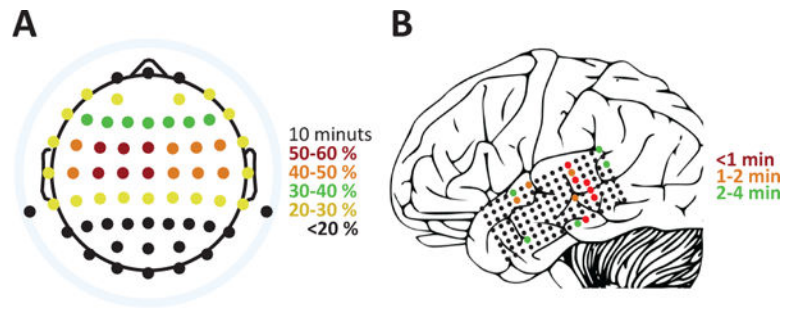 A
B
10 minuts
50-60 %
40-50 %
30-40 %
20-30 %
<20 %
<1 min
1-2 min
2-4 min